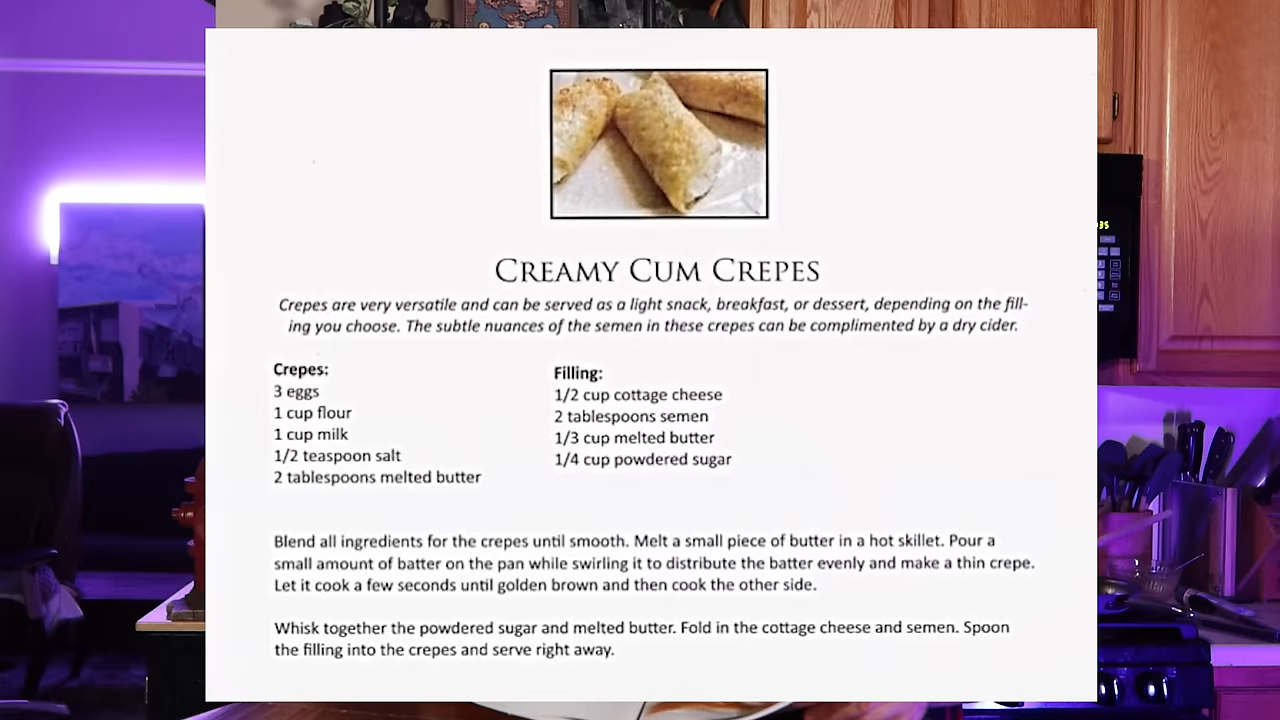 CREAMY CUM CREPES
Crepes are very versatile and can be served as a light snack, breakfast, or dessert, depending on the fill-
ing you choose. The subtle nuances of the semen in these crepes can be complimented by a dry cider.
Crepes:
3 eggs
1 cup flour
1 cup milk
1/2 teaspoon salt
2 tablespoons melted butter
Filling:
1/2 cup cottage cheese
2 tablespoons semen
1/3 cup melted butter
1/4 cup powdered sugar
Blend all ingredients for the crepes until smooth. Melt a small piece of butter in a hot skillet. Pour a
small amount of batter on the pan while swirling it to distribute the batter evenly and make a thin crepe.
Let it cook a few seconds until golden brown and then cook the other side.
Whisk together the powdered sugar and melted butter. Fold in the cottage cheese and semen. Spoon
the filling into the crepes and serve right away.